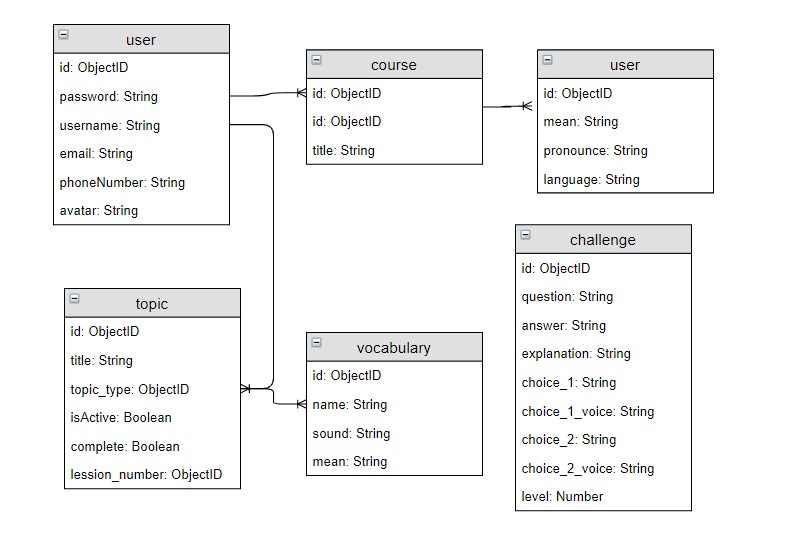 user
id: ObjectID
password: String
username: String
email: String
phoneNumber: String
avatar: String
course
id: ObjectID
id: ObjectID
title: String
user
id: ObjectID
mean: String
pronounce: String
language: String
challenge
id: ObjectID
question: String
answer: String
explanation: String
choice_1: String
choice_1_voice: String
choice_2: String
choice_2_voice: String
level: Number
topic
id: ObjectID
title: String
topic_type: ObjectID
isActive: Boolean
complete: Boolean
lession_number: ObjectID
vocabulary
id: ObjectID
name: String
sound: String
mean: String